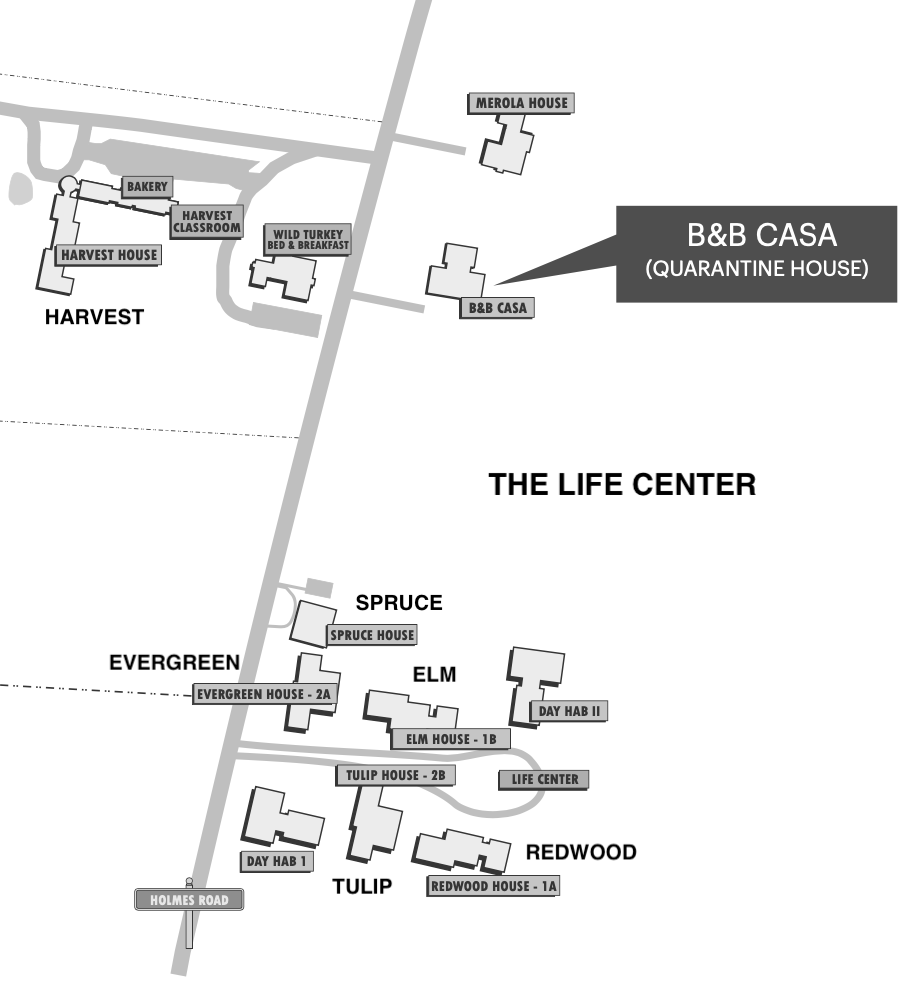 MEROLA HOUSE
BAKERY
HARVEST
CLASSROOM
WILD TURKEY
BED & BREAKFAST
HARVEST HOUSE
HARVEST
B&B CASA
(QUARANTINE HOUSE)
B&B CASA
THE LIFE CENTER
SPRUCE
SPRUCE HOUSE
EVERGREEN
EVERGREEN HOUSE - 2A
ELM
DAY HAB II
ELM HOUSE - 1B
TULIP HOUSE - 2B
LIFE CENTER
DAY HAB 1
REDWOOD
TULIP
REDWOOD HOUSE - 1A
HOLMES ROAD